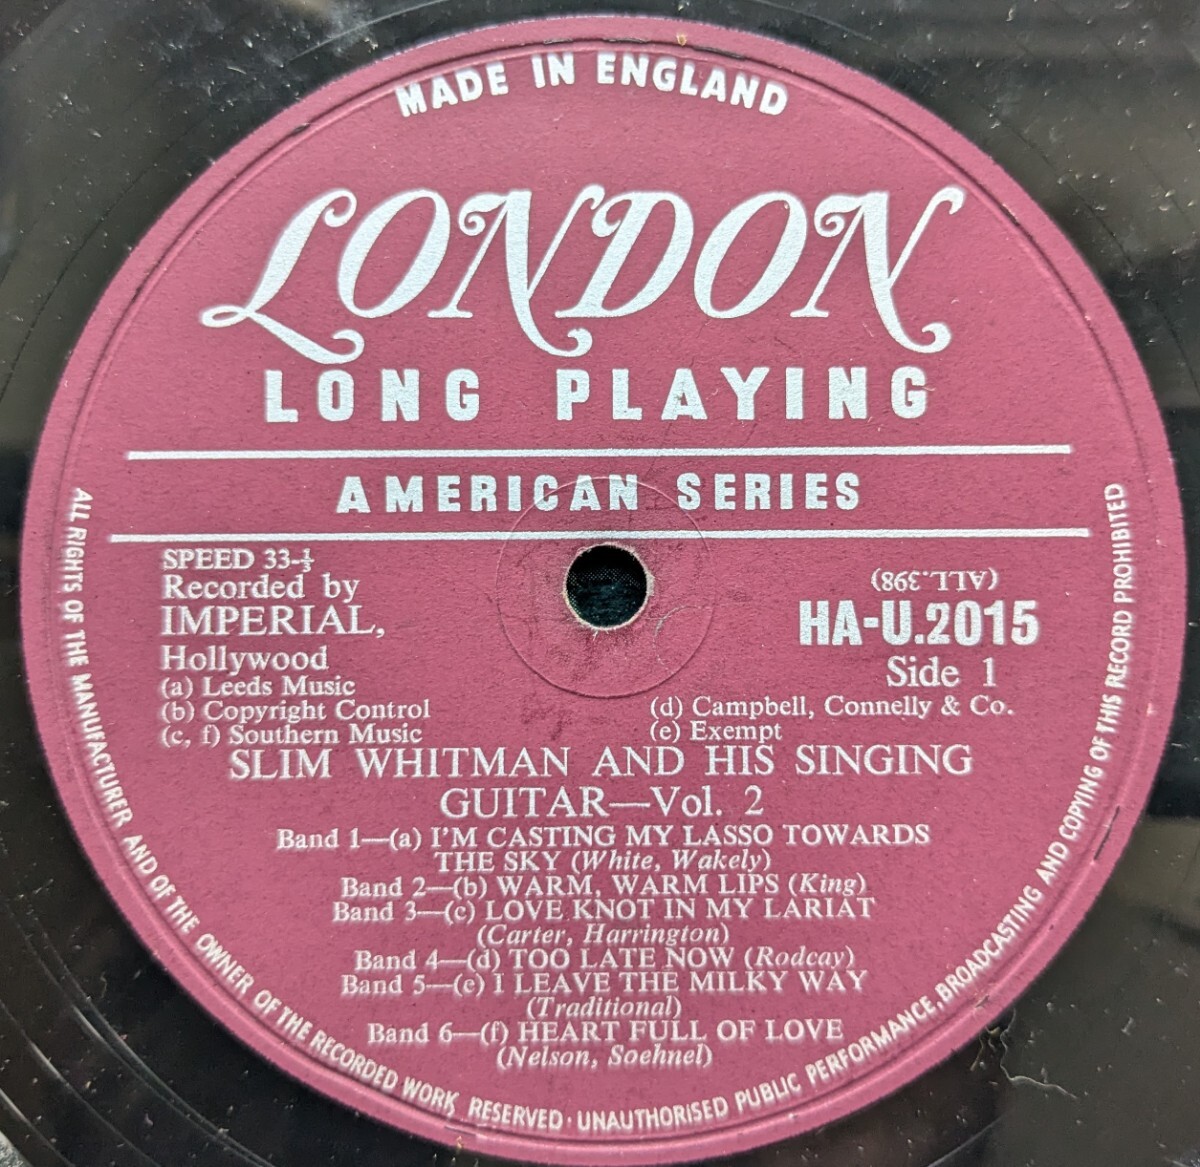 MADE IN ENGLAND
LONDON
LONG PLAYING
AMERICAN SERIES
SPEED 33-⅓
Recorded by
IMPERIAL,
Hollywood
(a) Leeds Music
(b) Copyright Control
(c, f) Southern Music
(ALL.398)
HA-U.2015
Side 1
(d) Campbell, Connelly & Co.
(e) Exempt
SLIM WHITMAN AND HIS SINGING
GUITAR—Vol. 2
Band 1—(a) I'M CASTING MY LASSO TOWARDS
THE SKY (White, Wakely)
Band 2—(b) WARM, WARM LIPS (King)
Band 3—(c) LOVE KNOT IN MY LARIAT
(Carter, Harrington)
Band 4—(d) TOO LATE NOW (Rodcay)
Band 5—(e) I LEAVE THE MILKY WAY
(Traditional)
Band 6—(f) HEART FULL OF LOVE
(Nelson, Soehnel)
ALL RIGHTS OF THE MANUFACTURER AND OF THE OWNER OF THE RECORDED WORK RESERVED · UNAUTHORISED PUBLIC PERFORMANCE, BROADCASTING AND COPYING OF THIS RECORD PROHIBITED